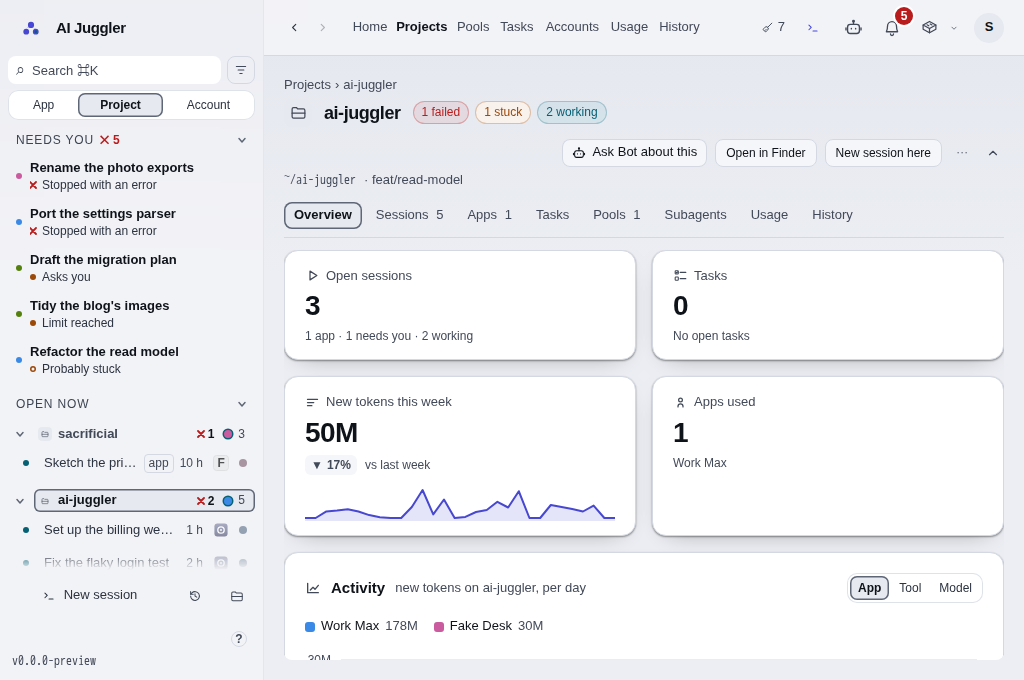 AI Juggler
Search ⌘K
App Project Account
NEEDS YOU 5
Rename the photo exports
Stopped with an error
Port the settings parser
Stopped with an error
Draft the migration plan
Asks you
Tidy the blog's images
Limit reached
Refactor the read model
Probably stuck
OPEN NOW
sacrificial 1 3
Sketch the pri… app 10 h F
ai-juggler 2 5
Set up the billing we… 1 h
Fix the flaky login test 2 h
New session
?
v0.0.0-preview
Home Projects Pools Tasks Accounts Usage History 7 5 S
Projects › ai-juggler
ai-juggler 1 failed 1 stuck 2 working
Ask Bot about this Open in Finder New session here ···
~/ai-juggler · feat/read-model
Overview Sessions 5 Apps 1 Tasks Pools 1 Subagents Usage History
Open sessions
3
1 app · 1 needs you · 2 working
Tasks
0
No open tasks
New tokens this week
50M
▼ 17% vs last week
Apps used
1
Work Max
Activity new tokens on ai-juggler, per day App Tool Model
Work Max 178M Fake Desk 30M
30M